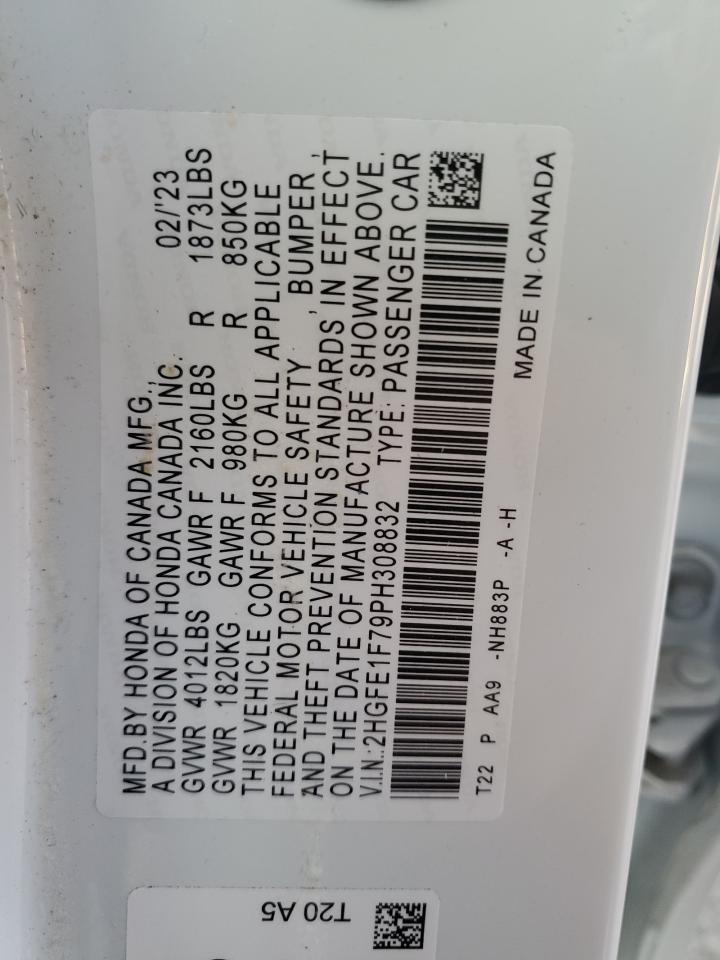 MFD.BY HONDA OF CANADA MFG.,
A DIVISION OF HONDA CANADA INC. 02/'23
GVWR 4012LBS GAWR F 2160LBS R 1873LBS
GVWR 1820KG GAWR F 980KG R 850KG
THIS VEHICLE CONFORMS TO ALL APPLICABLE
FEDERAL MOTOR VEHICLE SAFETY , BUMPER ,
AND THEFT PREVENTION STANDARDS IN EFFECT
ON THE DATE OF MANUFACTURE SHOWN ABOVE.
V.I.N.:2HGFE1F79PH308832 TYPE: PASSENGER CAR
T22 P AA9 -NH883P -A -H
MADE IN CANADA
T20 A5